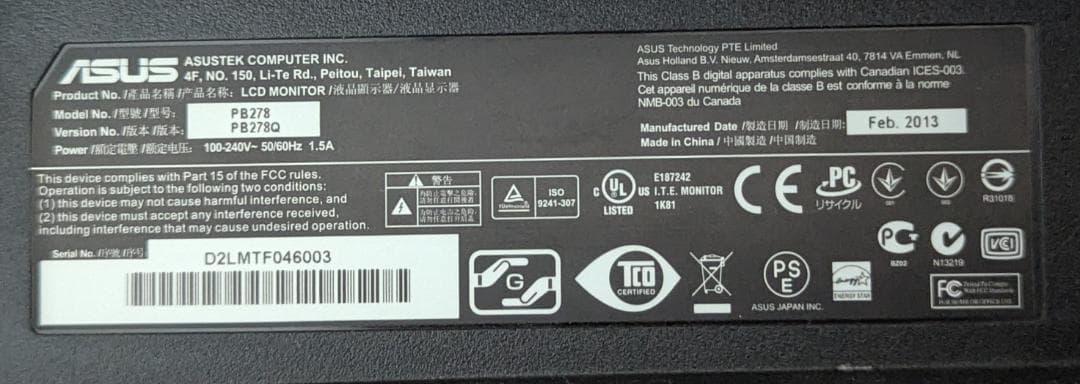 ASUS
ASUSTEK COMPUTER INC.
4F, NO. 150, Li-Te Rd., Peitou, Taipei, Taiwan
Product No. /產品名稱/产品名称: LCD MONITOR /液晶顯示器/液晶显示器
Model No. /型號/型号: PB278
Version No. /版本/版本: PB278Q
Power /額定電壓/额定电压: 100-240V~ 50/60Hz 1.5A
ASUS Technology PTE Limited
Asus Holland B.V. Nieuw, Amsterdamsestraat 40, 7814 VA Emmen, NL
This Class B digital apparatus complies with Canadian ICES-003.
Cet appareil numérique de la classe B est conforme à la norme
NMB-003 du Canada
Manufactured Date /製造日期 /制造日期: Feb. 2013
Made in China / 中國製造 /中国制造
This device complies with Part 15 of the FCC rules.
Operation is subject to the following two conditions:
(1) this device may not cause harmful interference, and
(2) this device must accept any interference received,
including interference that may cause undesired operation.
警告
ISO
9241-307
C UL US
LISTED
E187242
I.T.E. MONITOR
1K81
CE
PC
リサイクル
R31018
Serial No. /序號 /序号
D2LMTF046003
G
TCO
CERTIFIED
PSE
ASUS JAPAN INC.
ENERGY STAR
BZ02
N13219
VCCI
FC